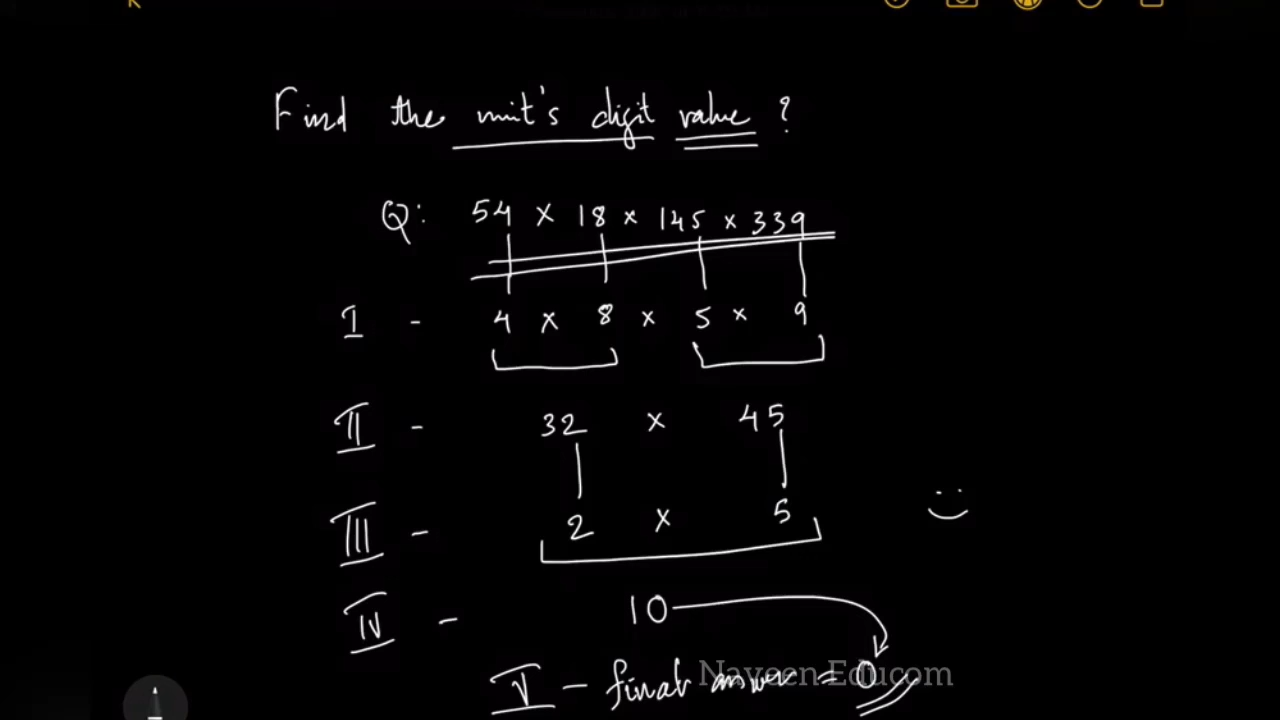 Find the unit's digit value ?
Q: 54 x 18 x 145 x 339
I - 4 x 8 x 5 x 9
II - 32 x 45
III - 2 x 5
IV - 10
V - final answer = 0
Naveen Educom